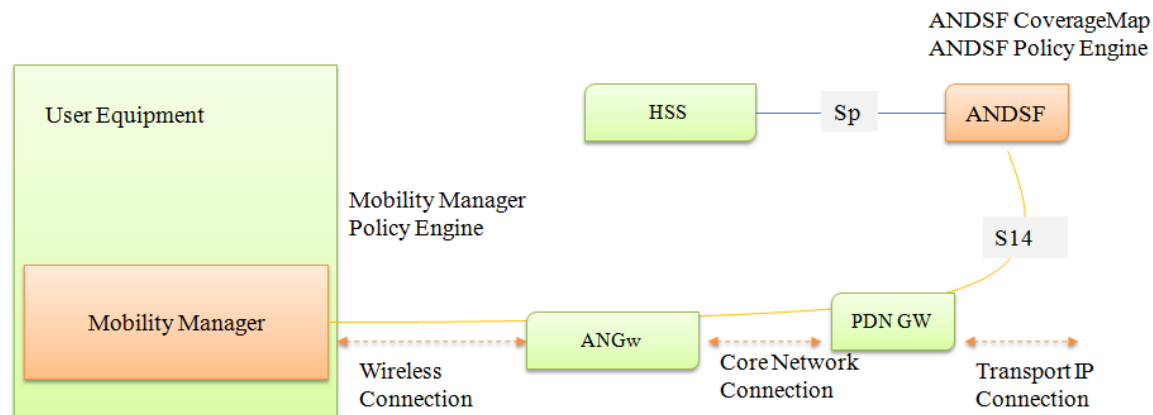 ANDSF CoverageMap
ANDSF Policy Engine
User Equipment
HSS
Sp
ANDSF
Mobility Manager
Policy Engine
S14
Mobility Manager
ANGw
PDN GW
Wireless
Connection
Core Network
Connection
Transport IP
Connection